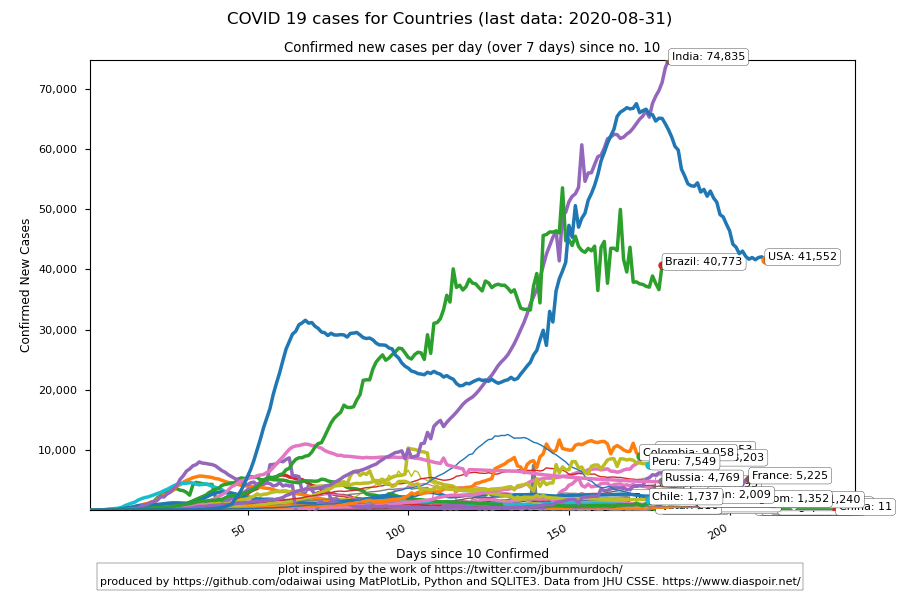 COVID 19 cases for Countries (last data: 2020-08-31)
Confirmed new cases per day (over 7 days) since no. 10
India: 74,835
70,000
60,000
50,000
40,000
30,000
20,000
10,000
Confirmed New Cases
USA: 41,552
Brazil: 40,773
Colombia: 9,058
Peru: 7,549
France: 5,225
Russia: 4,769
Chile: 1,737
2,009
1,352
China: 11
50
100
150
200
Days since 10 Confirmed
plot inspired by the work of https://twitter.com/jburnmurdoch/
produced by https://github.com/odaiwai using MatPlotLib, Python and SQLITE3. Data from JHU CSSE. https://www.diaspoir.net/